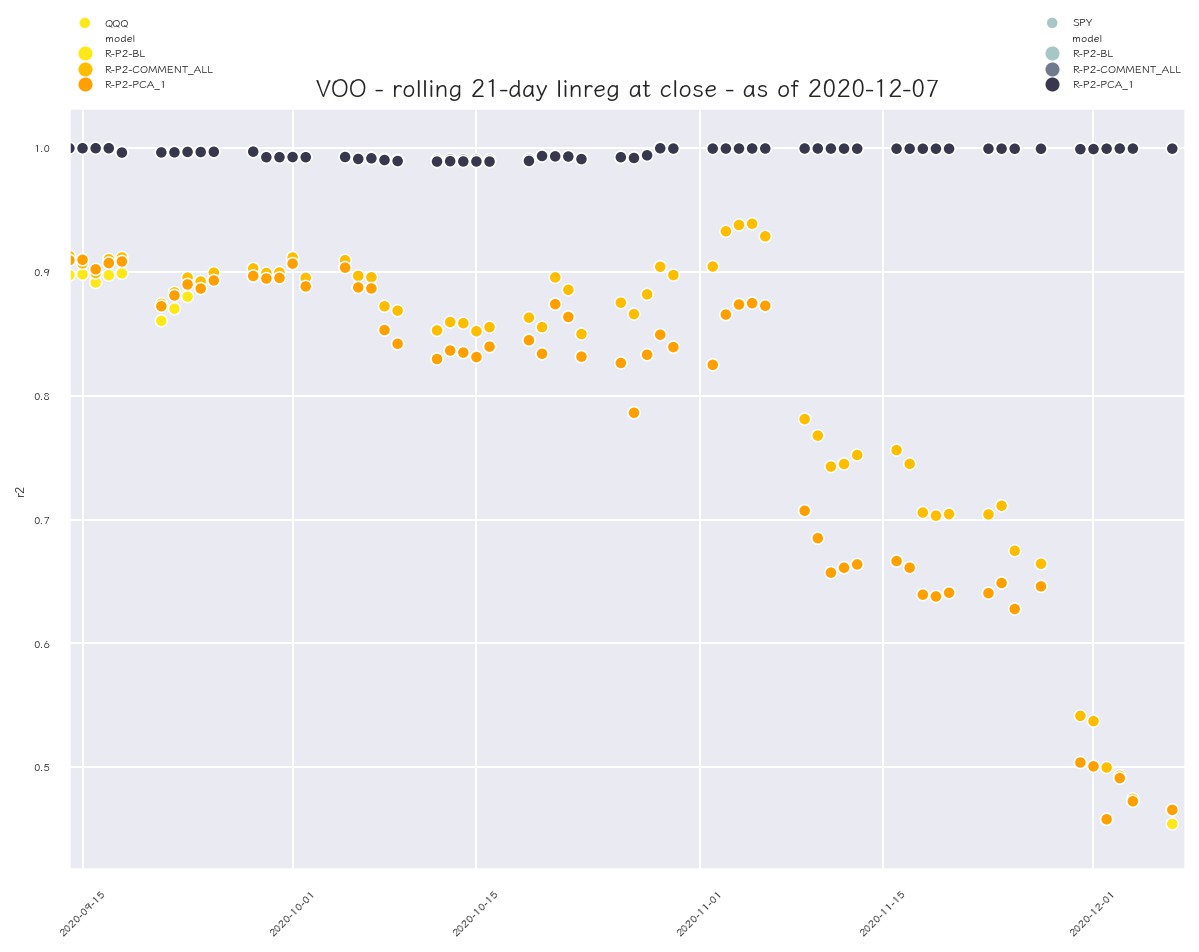 QQQ
model
R-P2-BL
R-P2-COMMENT_ALL
R-P2-PCA_1
SPY
model
R-P2-BL
R-P2-COMMENT_ALL
R-P2-PCA_1
VOO - rolling 21-day linreg at close - as of 2020-12-07
1.0
0.9
0.8
0.7
0.6
0.5
r2
2020-09-15
2020-10-01
2020-10-15
2020-11-01
2020-11-15
2020-12-01